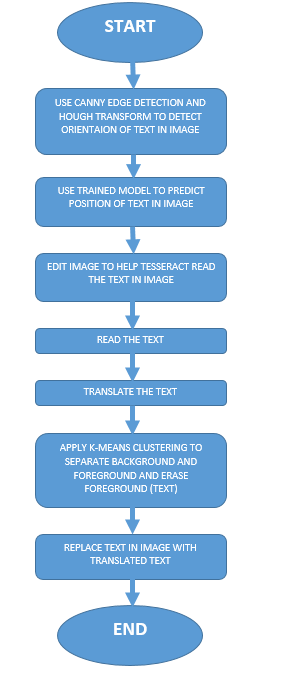 START
USE CANNY EDGE DETECTION AND
HOUGH TRANSFORM TO DETECT
ORIENTAION OF TEXT IN IMAGE
USE TRAINED MODEL TO PREDICT
POSITION OF TEXT IN IMAGE
EDIT IMAGE TO HELP TESSERACT READ
THE TEXT IN IMAGE
READ THE TEXT
TRANSLATE THE TEXT
APPLY K-MEANS CLUSTERING TO
SEPARATE BACKGROUND AND
FOREGROUND AND ERASE
FOREGROUND (TEXT)
REPLACE TEXT IN IMAGE WITH
TRANSLATED TEXT
END